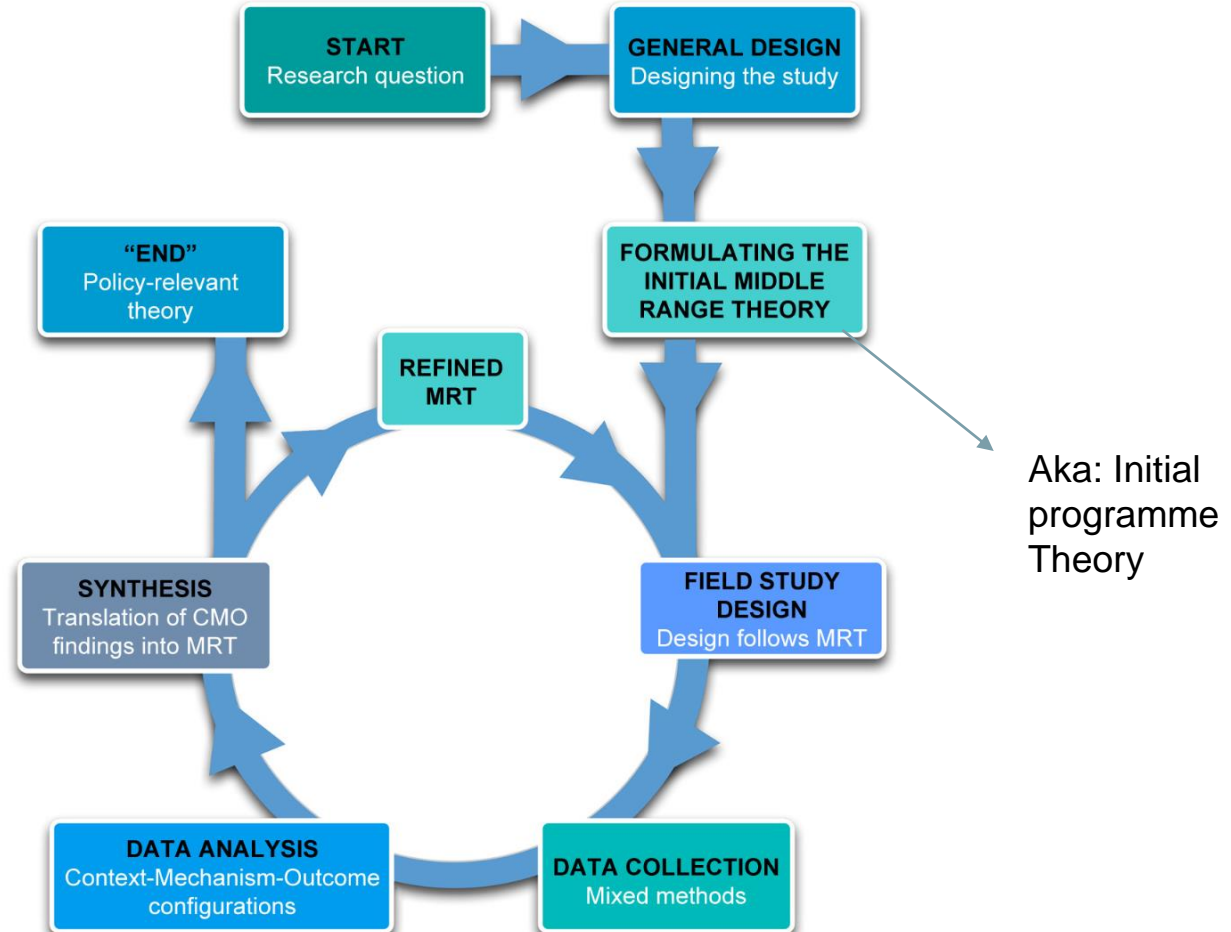 START
Research question
GENERAL DESIGN
Designing the study
“END”
Policy-relevant
theory
FORMULATING THE
INITIAL MIDDLE
RANGE THEORY
REFINED
MRT
Aka: Initial
programme
Theory
SYNTHESIS
Translation of CMO
findings into MRT
FIELD STUDY
DESIGN
Design follows MRT
DATA ANALYSIS
Context-Mechanism-Outcome
configurations
DATA COLLECTION
Mixed methods